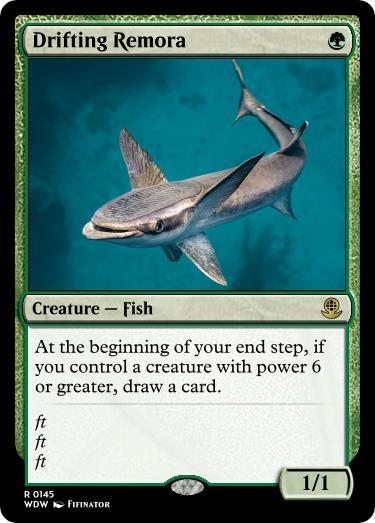 Drifting Remora
Creature — Fish
At the beginning of your end step, if
you control a creature with power 6
or greater, draw a card.
ft
ft
ft
1/1
R 0145
WDW Fifinator